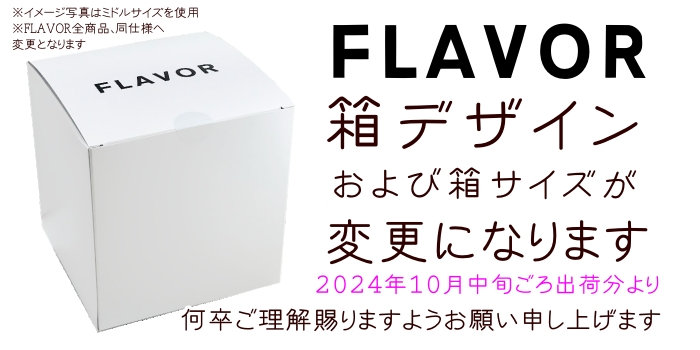 ※イメージ写真はミドルサイズを使用
※FLAVOR全商品、同仕様へ
変更となります
FLAVOR
FLAVOR
箱デザイン
および箱サイズが
変更になります
2024年10月中旬ごろ出荷分より
何卒ご理解賜りますようお願い申し上げます